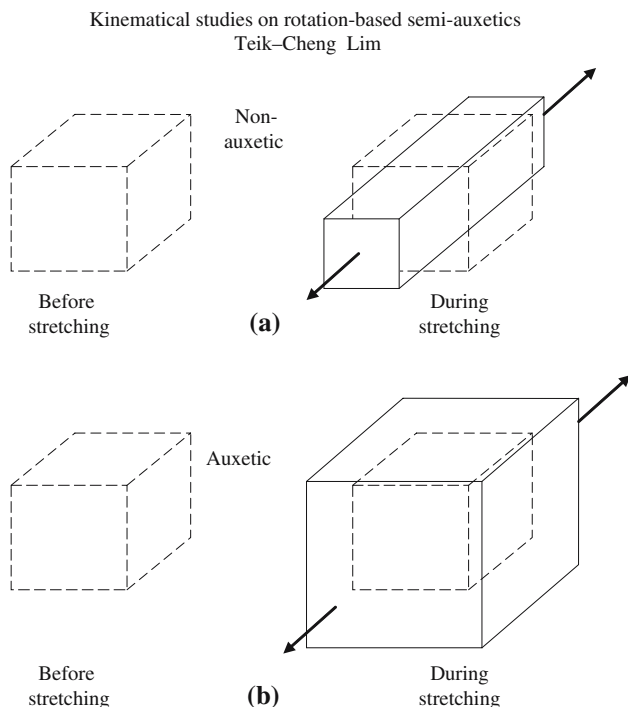 Kinematical studies on rotation-based semi-auxetics
Teik–Cheng Lim
Non-
auxetic
Before
stretching
(a)
During
stretching
Auxetic
Before
stretching
(b)
During
stretching